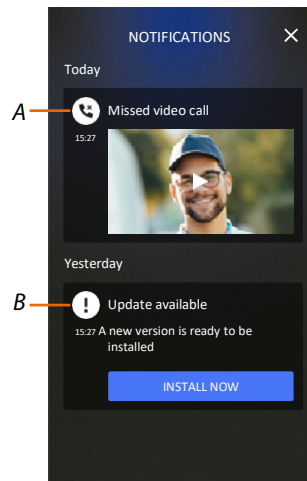 NOTIFICATIONS
Today
A
Missed video call
15:27
Yesterday
B
Update available
15:27 A new version is ready to be
installed
INSTALL NOW